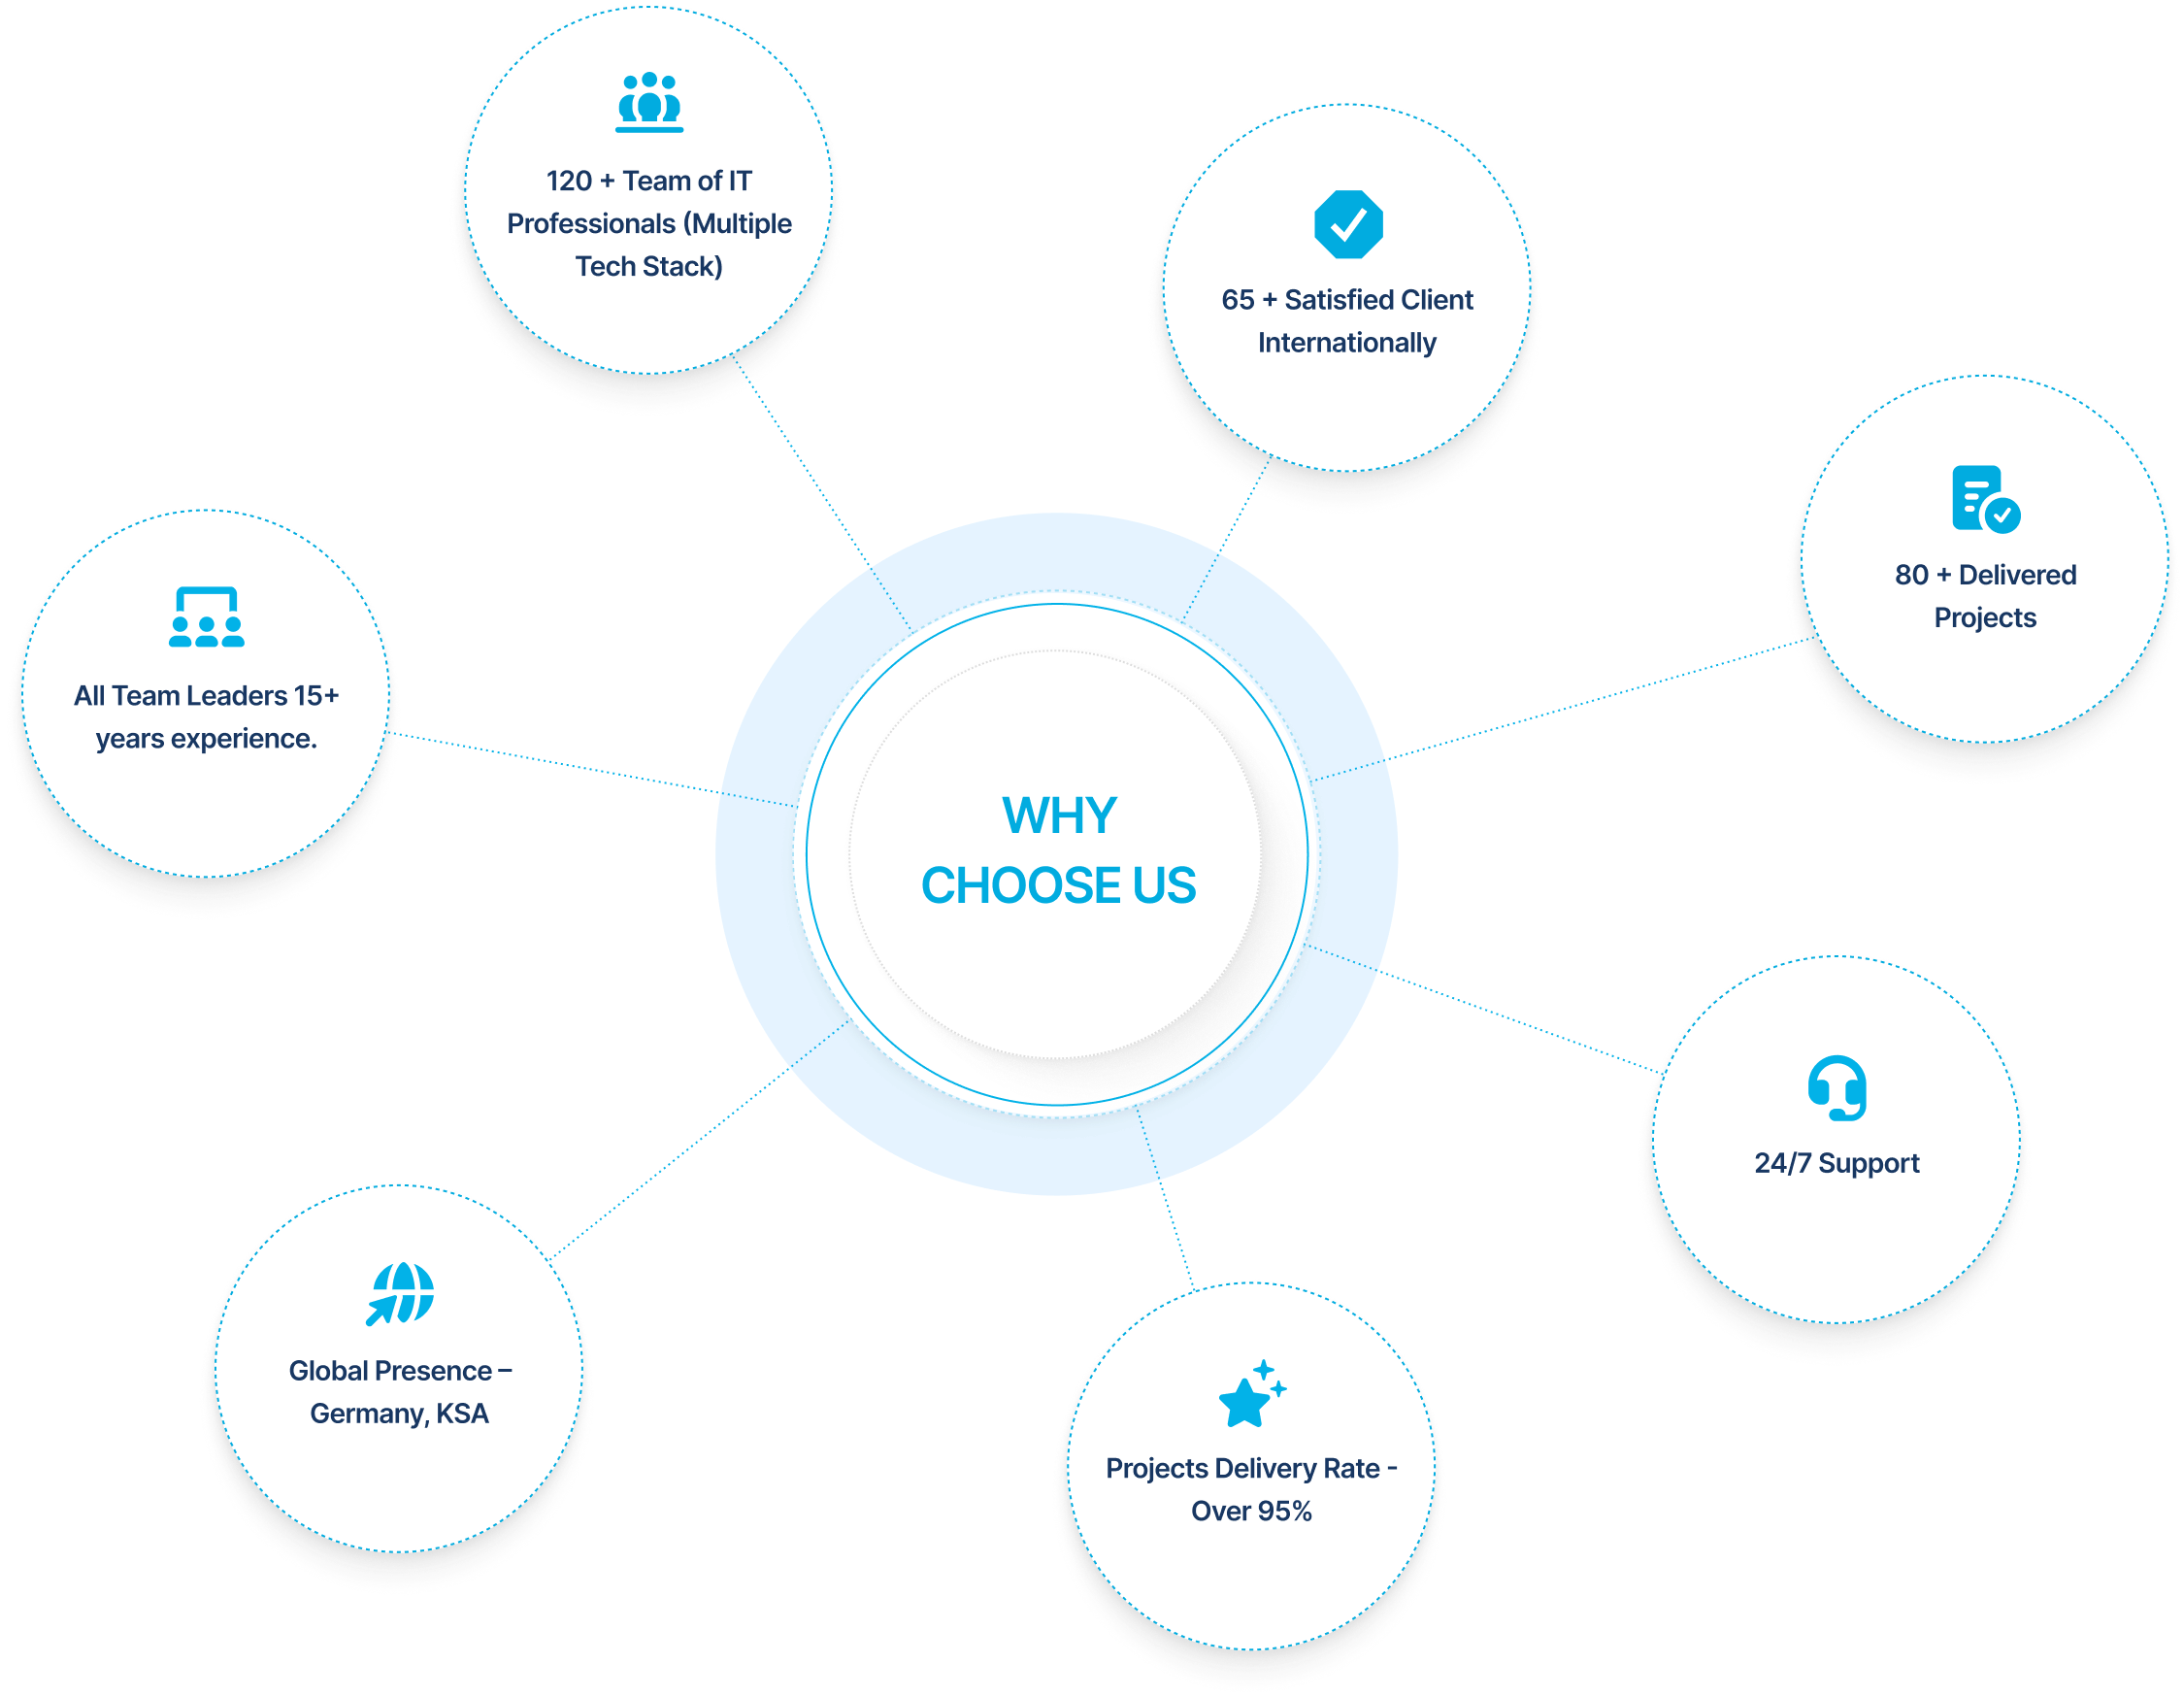 120 + Team of IT
Professionals (Multiple
Tech Stack)
65 + Satisfied Client
Internationally
80 + Delivered
Projects
All Team Leaders 15+
years experience.
WHY
CHOOSE US
24/7 Support
Global Presence –
Germany, KSA
Projects Delivery Rate -
Over 95%